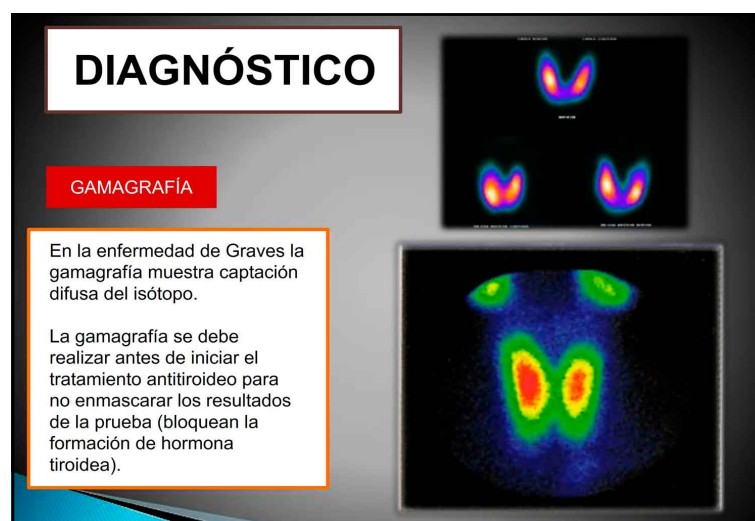 DIAGNÓSTICO
GAMAGRAFÍA
En la enfermedad de Graves la
gamagrafía muestra captación
difusa del isótopo.
La gamagrafía se debe
realizar antes de iniciar el
tratamiento antitiroideo para
no enmascarar los resultados
de la prueba (bloquean la
formación de hormona
tiroidea).